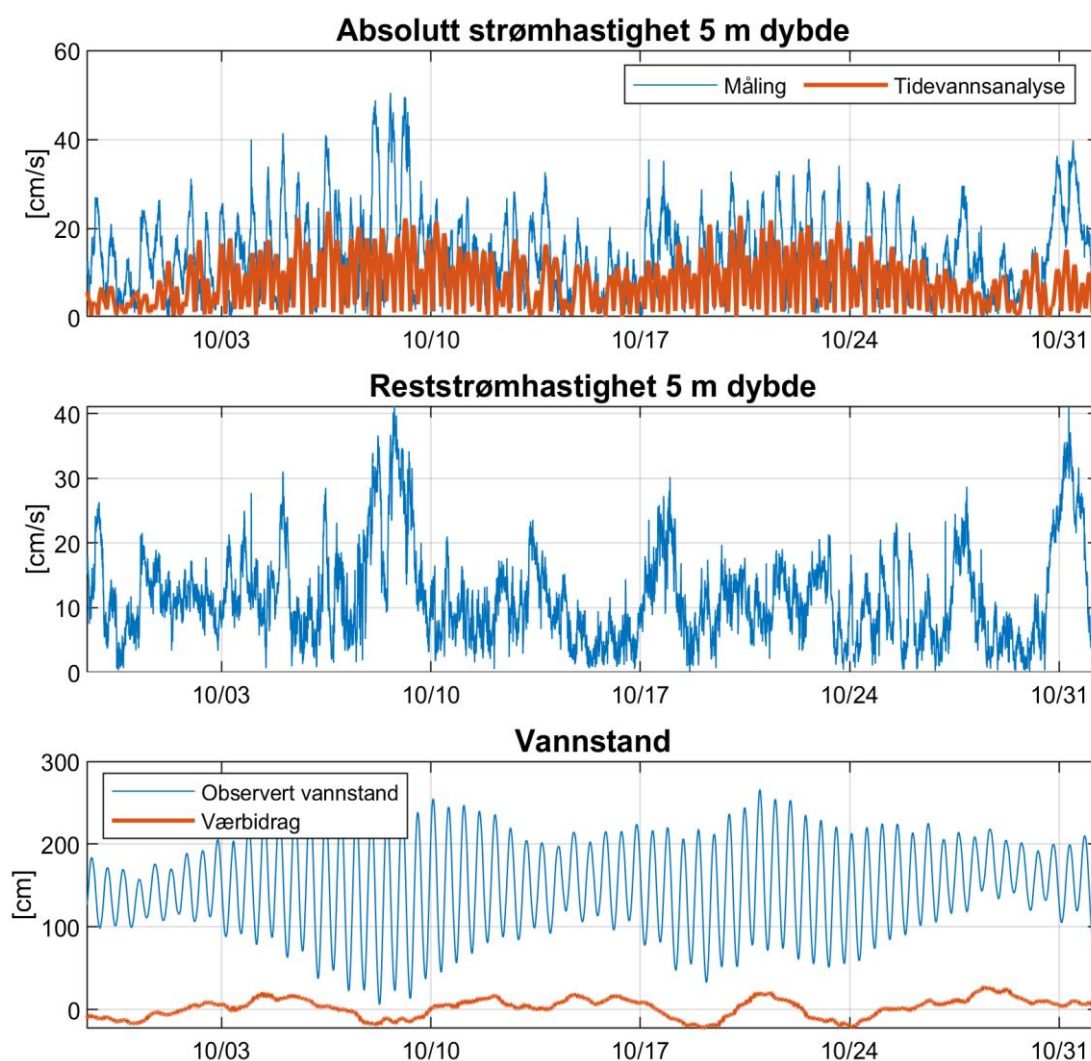 Absolutt strømhastighet 5 m dybde
60
40
20
0
[cm/s]
Måling
Tidevannsanalyse
10/03
10/10
10/17
10/24
10/31
Reststrømhastighet 5 m dybde
40
30
20
10
0
[cm/s]
10/03
10/10
10/17
10/24
10/31
Vannstand
300
200
100
0
[cm]
Observert vannstand
Værbidrag
10/03
10/10
10/17
10/24
10/31